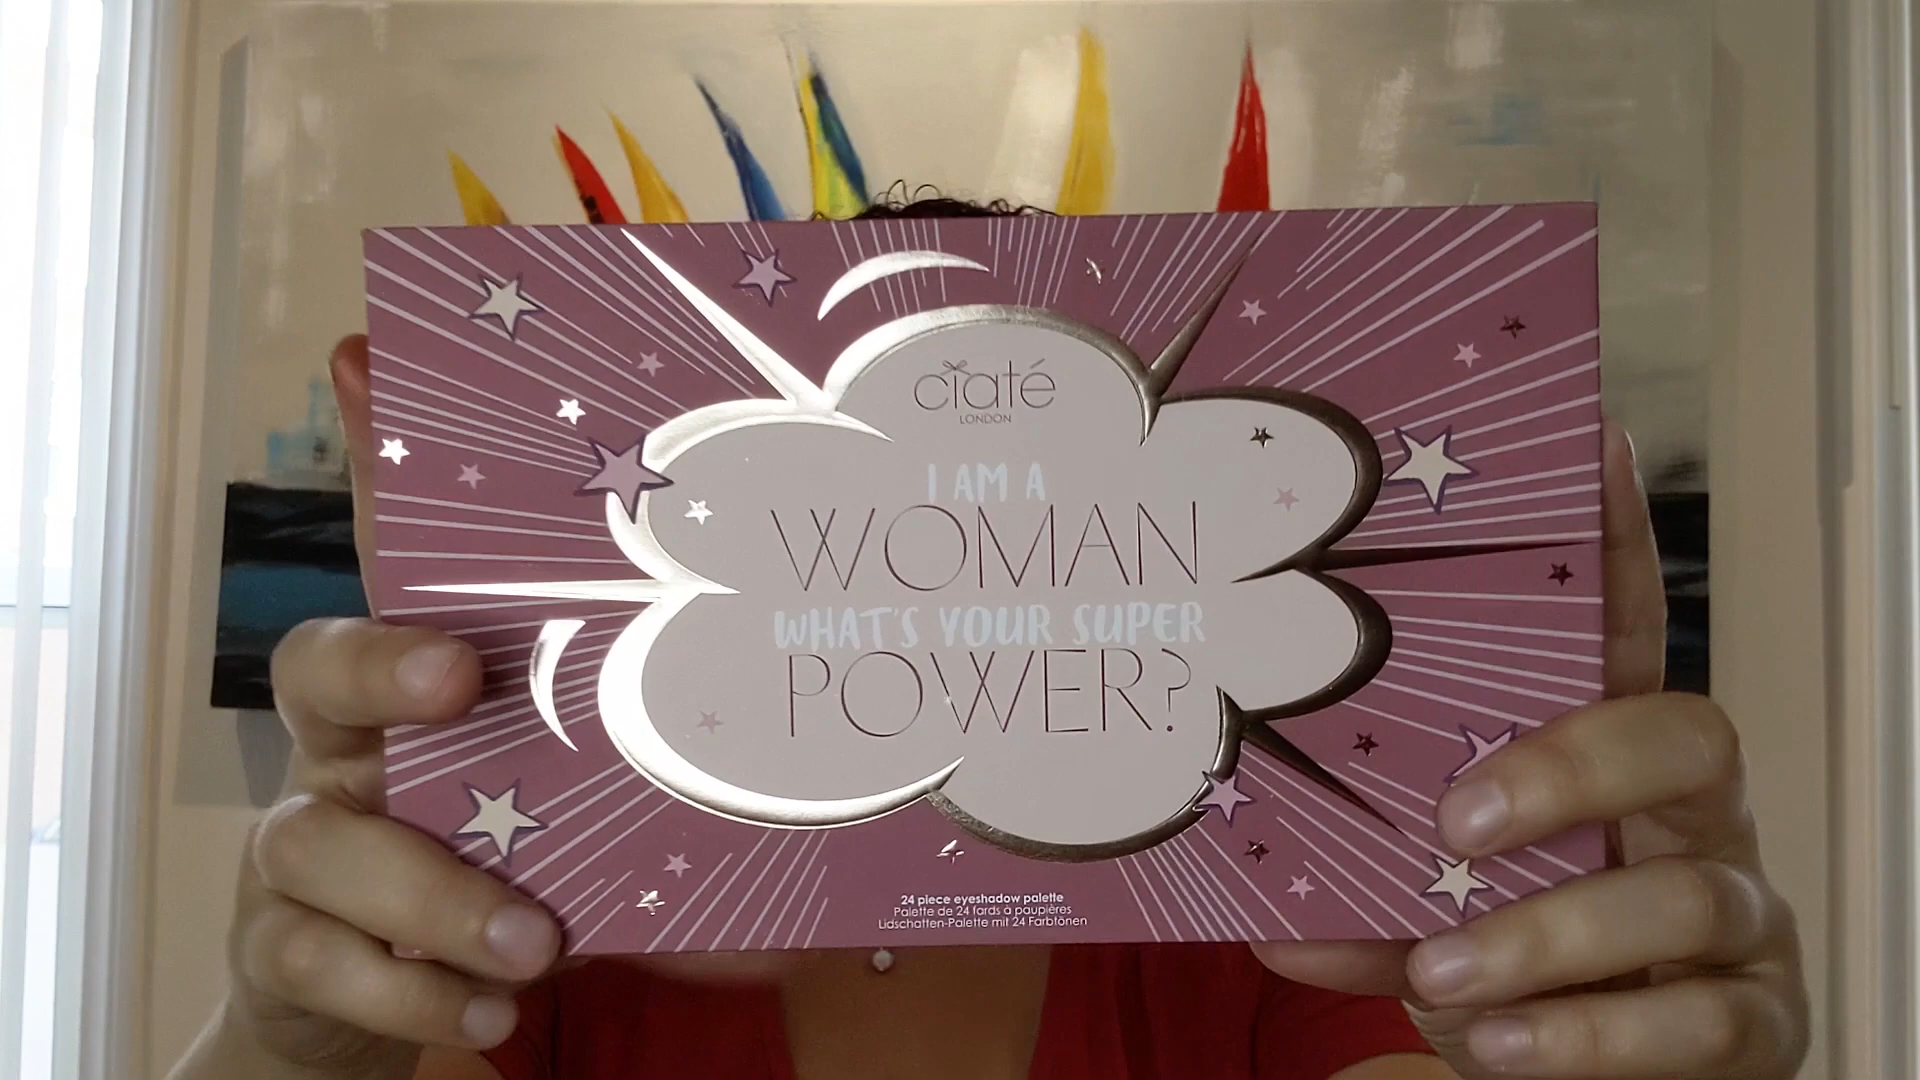 ciaté
LONDON
I AM A
WOMAN
WHAT'S YOUR SUPER
POWER?
24 piece eyeshadow palette
Palette de 24 fards à paupières
Lidschatten-Palette mit 24 Farbtönen